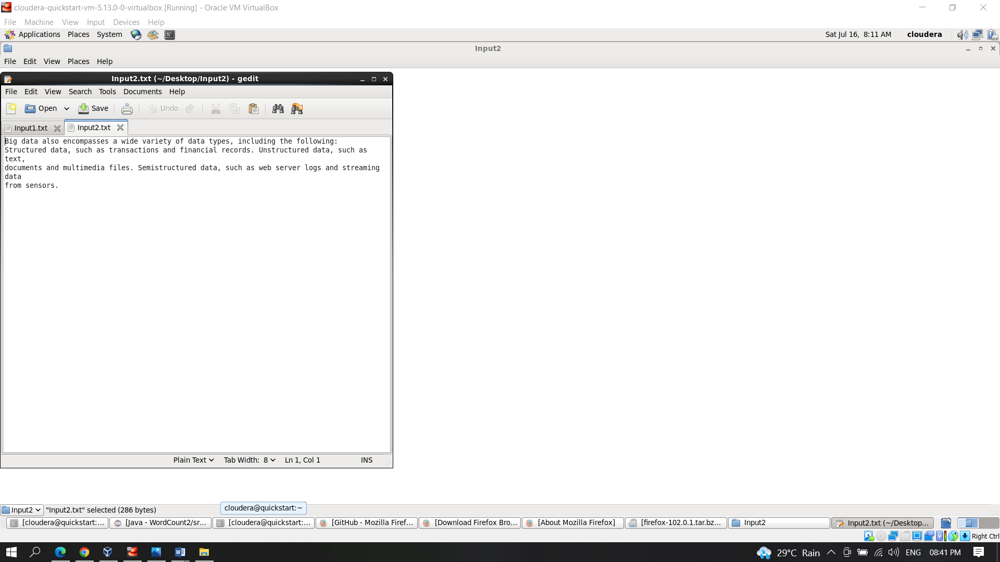 cloudera-quickstart-vm-5.13.0-0-virtualbox [Running] - Oracle VM VirtualBox
File Machine View Input Devices Help
Applications Places System Sat Jul 16, 8:11 AM cloudera
Input2
File Edit View Places Help
Input2.txt (~/Desktop/Input2) - gedit
File Edit View Search Tools Documents Help
Open Save Undo
Input1.txt Input2.txt
Big data also encompasses a wide variety of data types, including the following:
Structured data, such as transactions and financial records. Unstructured data, such as
text,
documents and multimedia files. Semistructured data, such as web server logs and streaming
data
from sensors.
Plain Text Tab Width: 8 Ln 1, Col 1 INS
Input2 "Input2.txt" selected (286 bytes) cloudera@quickstart:~
[cloudera@quickstart:... [Java - WordCount2/sr... [cloudera@quickstart:... [GitHub - Mozilla Firef... [Download Firefox Bro... [About Mozilla Firefox] [firefox-102.0.1.tar.bz... Input2 Input2.txt (~/Desktop...
Right Ctrl
29°C Rain ENG 08:41 PM